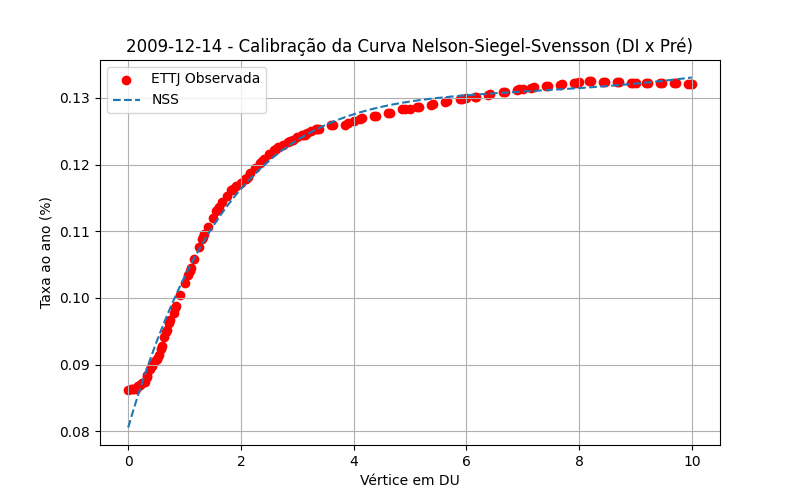 2009-12-14 - Calibração da Curva Nelson-Siegel-Svensson (DI x Pré)
ETTJ Observada
NSS
Taxa ao ano (%)
0.13
0.12
0.11
0.10
0.09
0.08
0
2
4
6
8
10
Vértice em DU